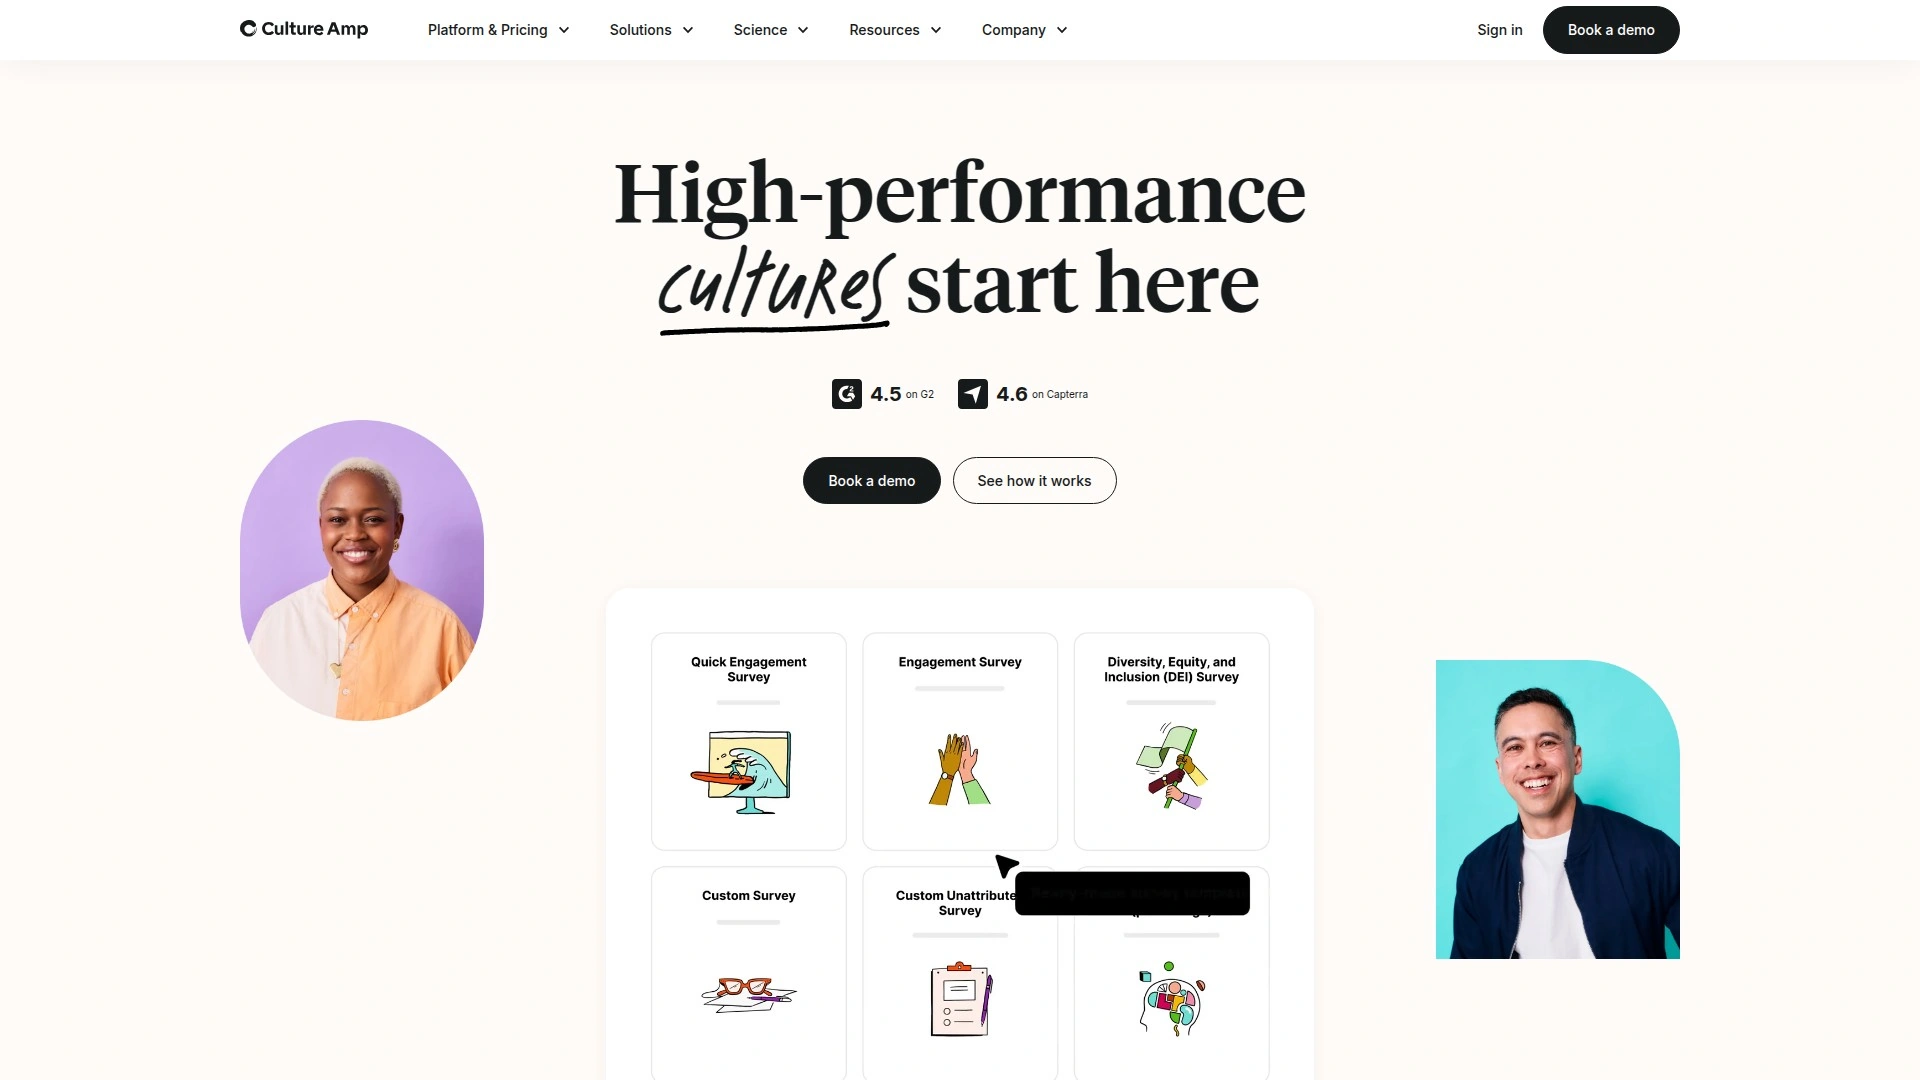 Culture Amp
Platform & Pricing
Solutions
Science
Resources
Company
Sign in
Book a demo
High-performance
cultures start here
4.5 on G2
4.6 on Capterra
Book a demo
See how it works
Quick Engagement
Survey
Engagement Survey
Diversity, Equity, and
Inclusion (DEI) Survey
Custom Survey
Custom Unattribute
Survey